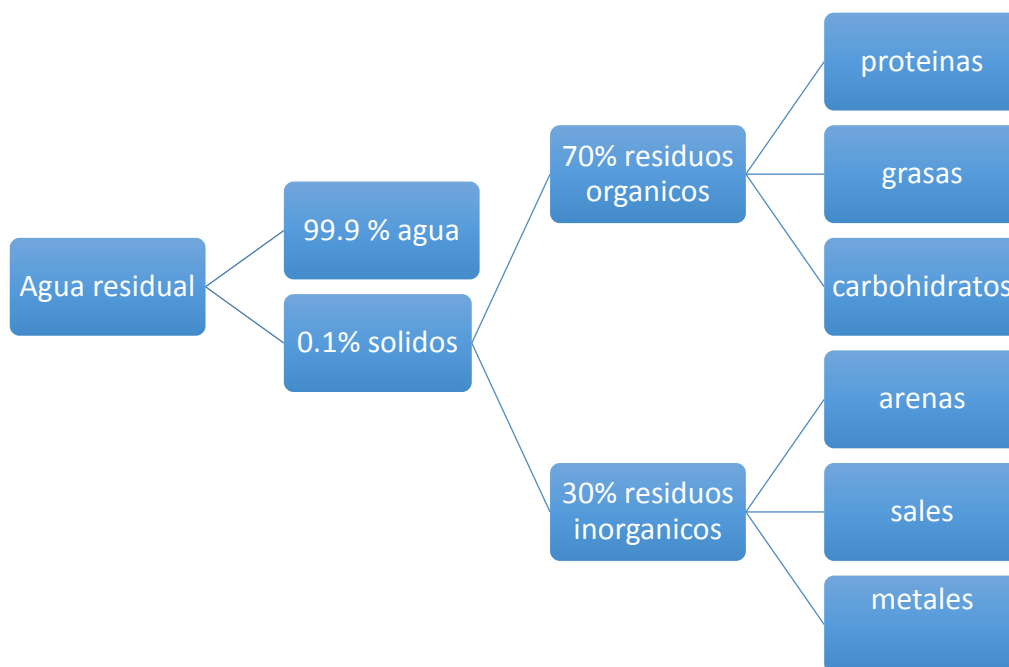 Agua residual
99.9 % agua
0.1% solidos
70% residuos
organicos
30% residuos
inorganicos
proteinas
grasas
carbohidratos
arenas
sales
metales